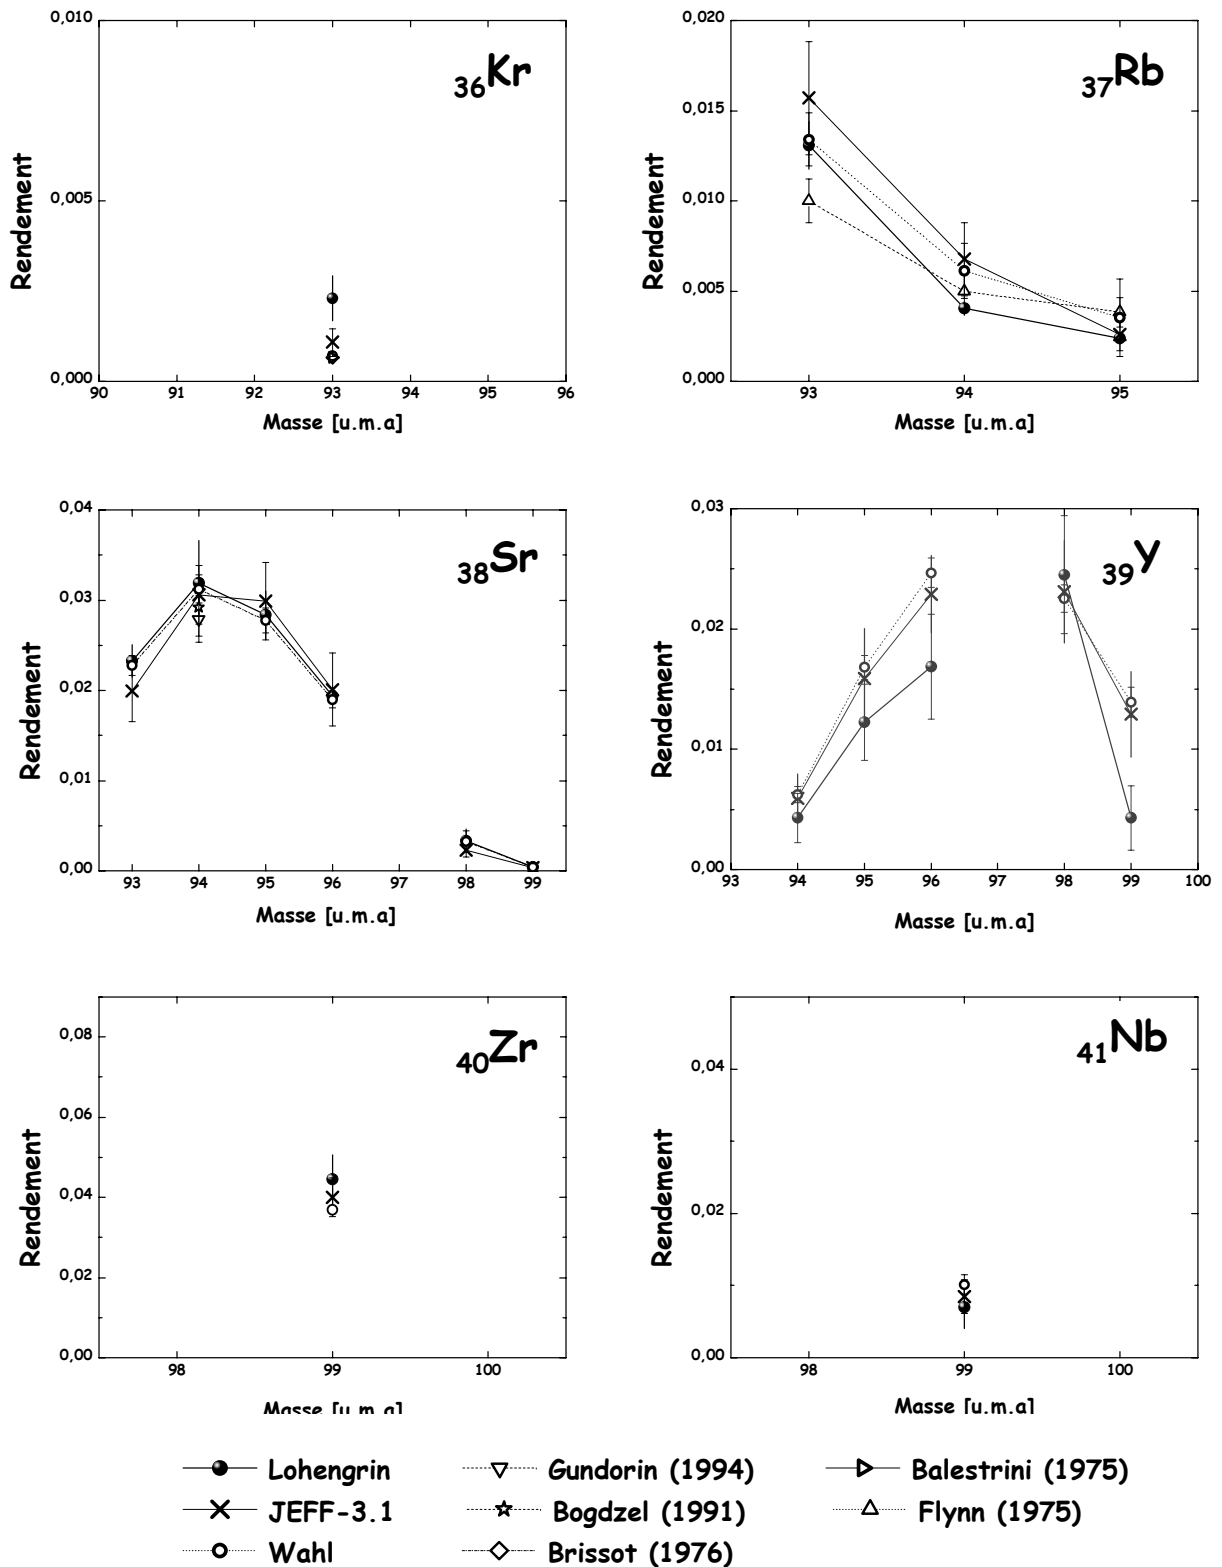 0,010
0,005
0,000
Rendement
36Kr
90 91 92 93 94 95 96
Masse [u.m.a]
0,020
0,015
0,010
0,005
0,000
Rendement
37Rb
93 94 95
Masse [u.m.a]
0,04
0,03
0,02
0,01
0,00
Rendement
38Sr
93 94 95 96 97 98 99
Masse [u.m.a]
0,03
0,02
0,01
0,00
Rendement
39Y
93 94 95 96 97 98 99 100
Masse [u.m.a]
0,08
0,06
0,04
0,02
0,00
Rendement
40Zr
98 99 100
Masse [u.m.a]
0,04
0,02
0,00
Rendement
41Nb
98 99 100
Masse [u.m.a]
Lohengrin Gundorin (1994) Balestrini (1975)
JEFF-3.1 Bogdzel (1991) Flynn (1975)
Wahl Brissot (1976)